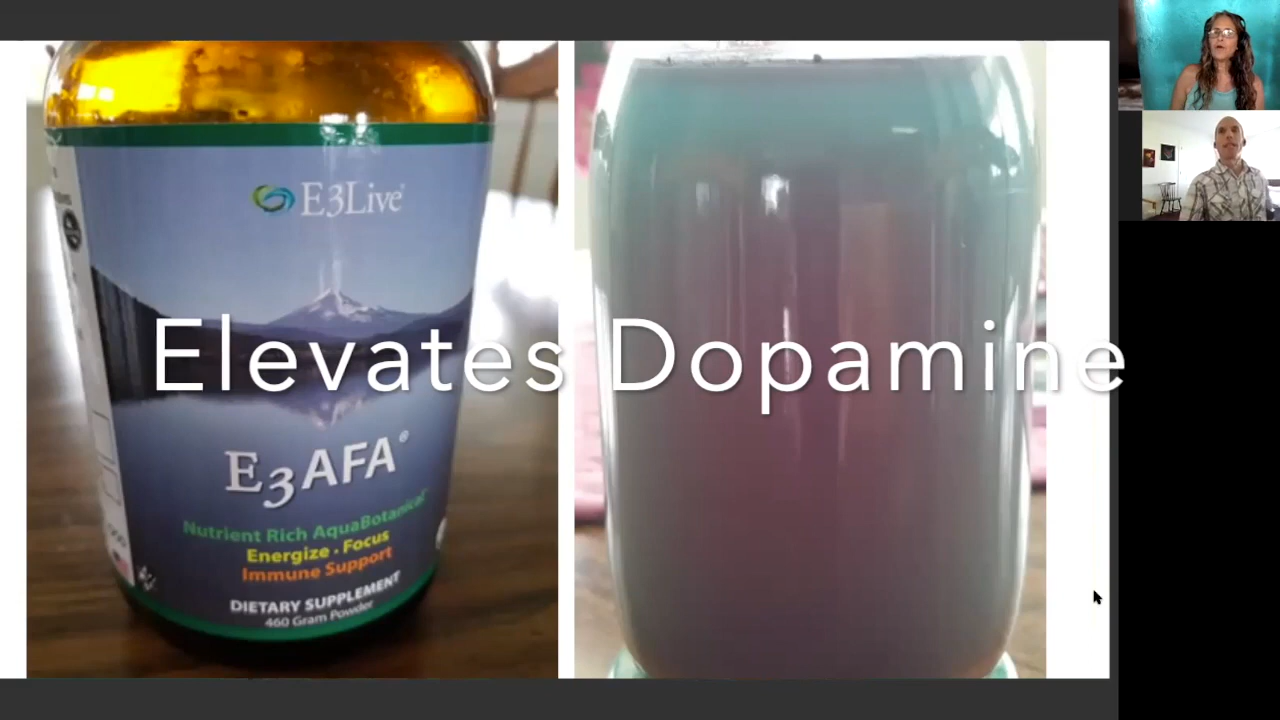 E3Live®
Elevates Dopamine
E3AFA®
Nutrient Rich AquaBotanical
Energize • Focus
Immune Support
DIETARY SUPPLEMENT
460 Gram Powder